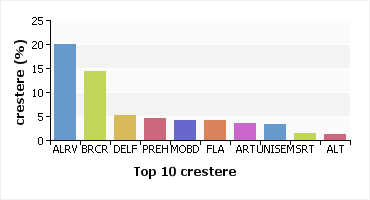 crestere (%)
25
20
15
10
5
0
ALRV BRCR DELF PREH MOBD FLA ART UNISEM SRT ALT
Top 10 crestere